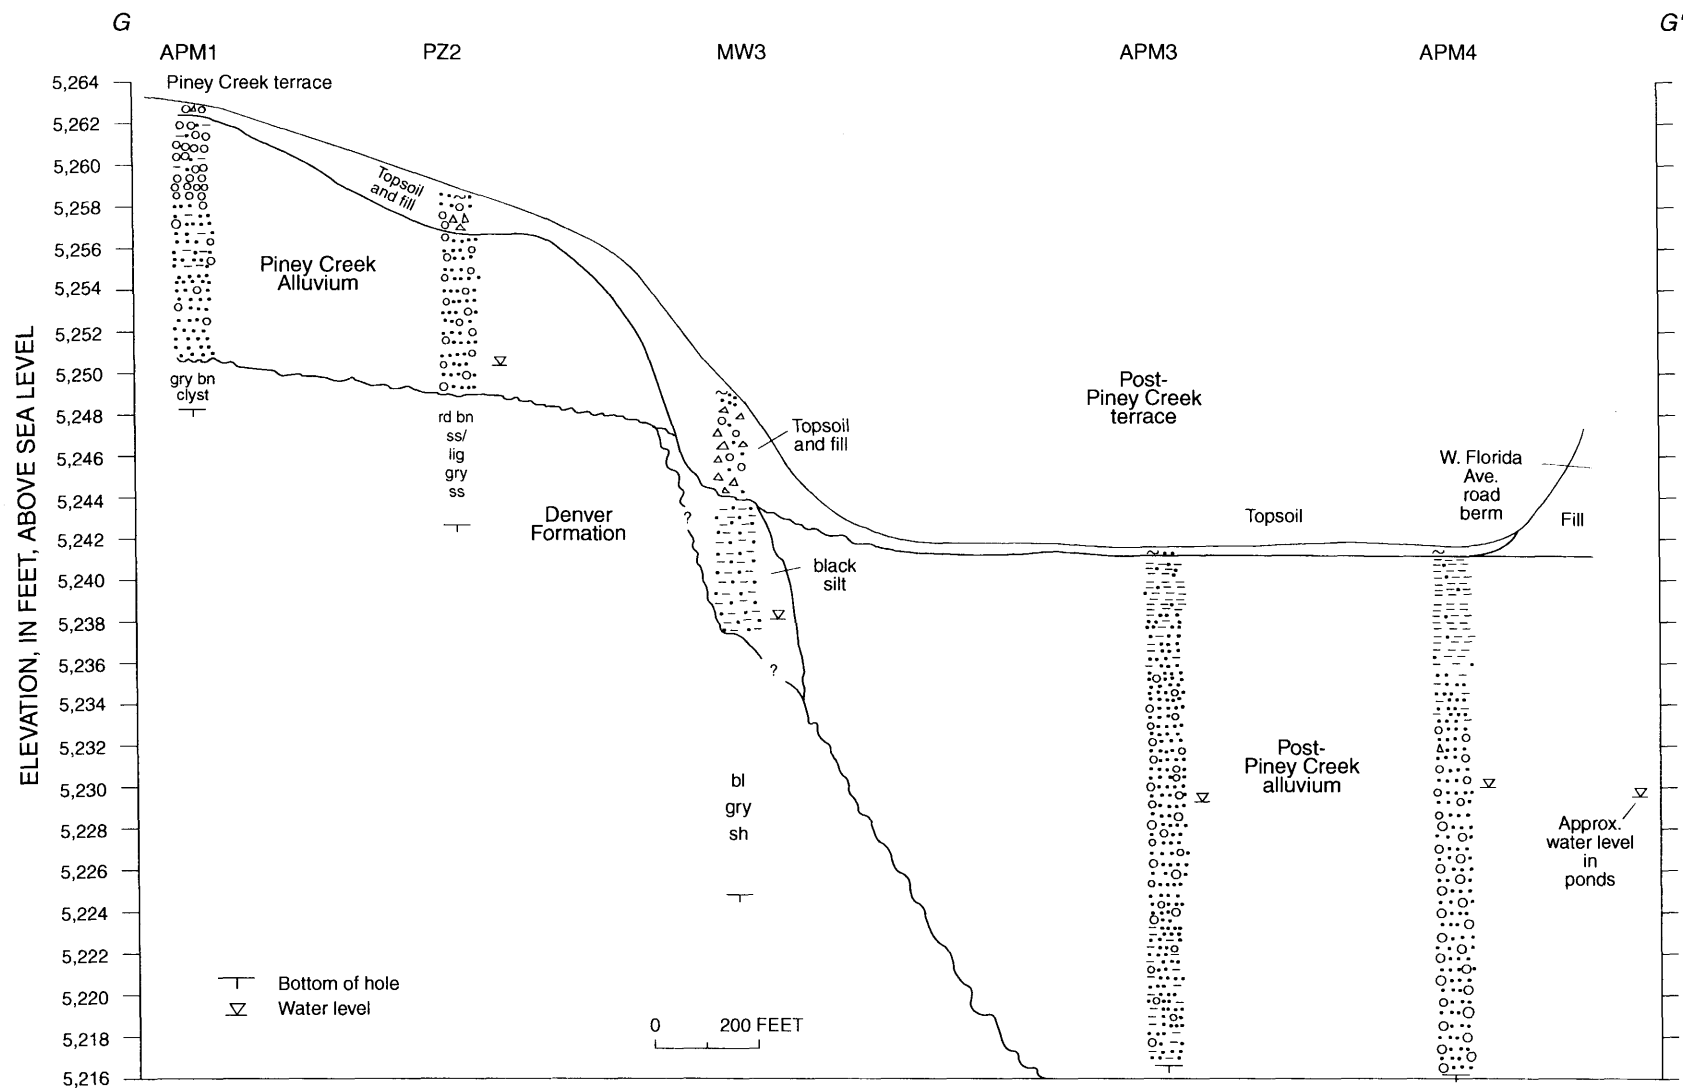 G
G'
APM1
PZ2
MW3
APM3
APM4
Piney Creek terrace
ELEVATION, IN FEET, ABOVE SEA LEVEL
5,264
5,262
5,260
5,258
5,256
5,254
5,252
5,250
5,248
5,246
5,244
5,242
5,240
5,238
5,236
5,234
5,232
5,230
5,228
5,226
5,224
5,222
5,220
5,218
5,216
Topsoil
and fill
Piney Creek
Alluvium
gry bn
clyst
rd bn
ss/
lig
gry
ss
Denver
Formation
?
Topsoil
and fill
black
silt
?
bl
gry
sh
Post-
Piney Creek
terrace
Topsoil
W. Florida
Ave.
road
berm
Fill
Post-
Piney Creek
alluvium
Approx.
water level
in
ponds
Bottom of hole
Water level
0 200 FEET